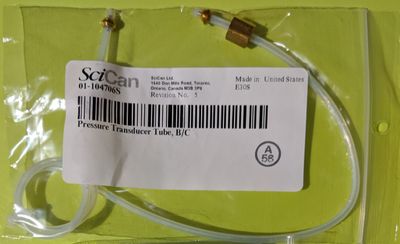 SciCan
SciCan Ltd.
1440 Don Mills Road, Toronto,
Ontario, Canada M3B 3P9
Revision No. 5
Made in United States
E30S
01-104706S
Pressure Transducer Tube, B/C
A
56